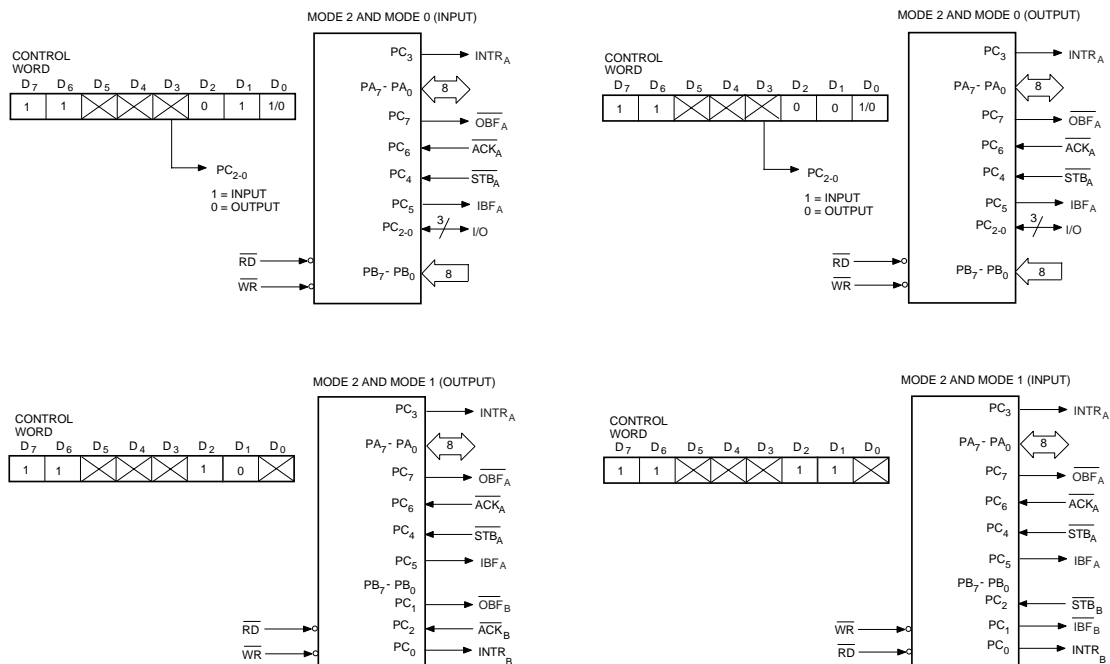 MODE 2 AND MODE 0 (INPUT)
CONTROL
WORD
D7 D6 D5 D4 D3 D2 D1 D0
1 1 0 1 1/0
PC2-0
1 = INPUT
0 = OUTPUT
RD
WR
PC3 INTRA
PA7 - PA0 8
PC7 OBFA
PC6 ACKA
PC4 STBA
PC5 IBFA
PC2-0 3 I/O
PB7 - PB0 8
MODE 2 AND MODE 0 (OUTPUT)
CONTROL
WORD
D7 D6 D5 D4 D3 D2 D1 D0
1 1 0 0 1/0
PC2-0
1 = INPUT
0 = OUTPUT
RD
WR
PC3 INTRA
PA7 - PA0 8
PC7 OBFA
PC6 ACKA
PC4 STBA
PC5 IBFA
PC2-0 3 I/O
PB7 - PB0 8
MODE 2 AND MODE 1 (OUTPUT)
CONTROL
WORD
D7 D6 D5 D4 D3 D2 D1 D0
1 1 1 0
RD
WR
PC3 INTRA
PA7 - PA0 8
PC7 OBFA
PC6 ACKA
PC4 STBA
PC5 IBFA
PB7 - PB0
PC1 OBFB
PC2 ACKB
PC0 INTRB
MODE 2 AND MODE 1 (INPUT)
CONTROL
WORD
D7 D6 D5 D4 D3 D2 D1 D0
1 1 1 1
WR
RD
PC3 INTRA
PA7 - PA0 8
PC7 OBFA
PC6 ACKA
PC4 STBA
PC5 IBFA
PB7 - PB0
PC2 STBB
PC1 IBFB
PC0 INTRB